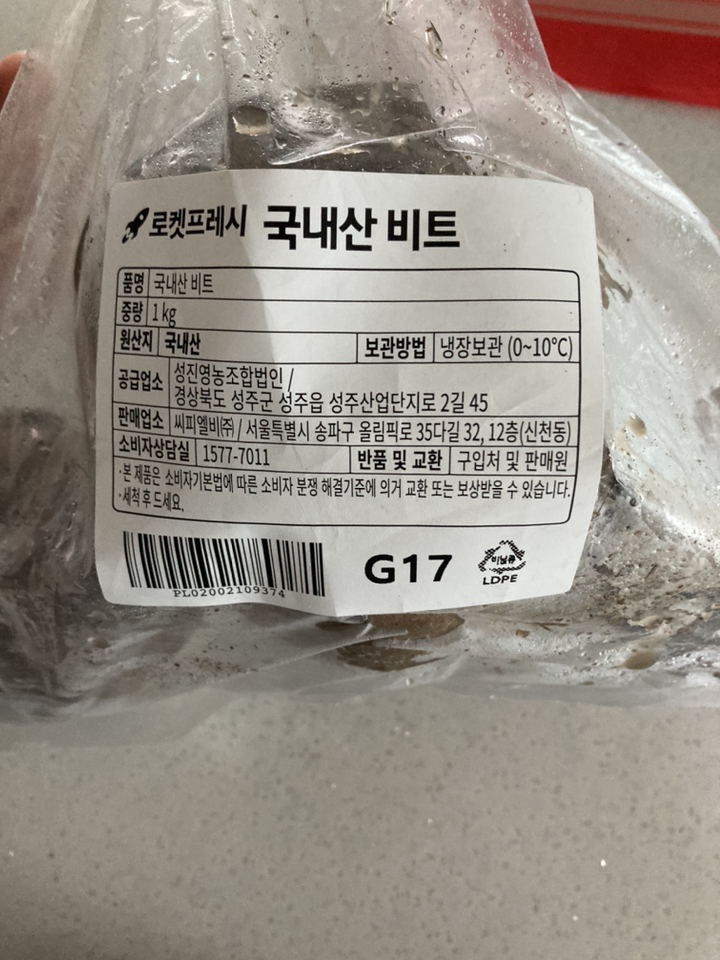 로켓프레시 국내산 비트
품명 국내산 비트
중량 1 kg
원산지 국내산 보관방법 냉장보관 (0~10℃)
공급업소 성진영농조합법인 /
경상북도 성주군 성주읍 성주산업단지로 2길 45
판매업소 씨피엘비㈜ / 서울특별시 송파구 올림픽로 35다길 32, 12층(신천동)
소비자상담실 1577-7011 반품 및 교환 구입처 및 판매원
·본 제품은 소비자기본법에 따른 소비자 분쟁 해결기준에 의거 교환 또는 보상받을 수 있습니다.
·세척 후 드세요.
PL02002109374 G17 비닐류
LDPE